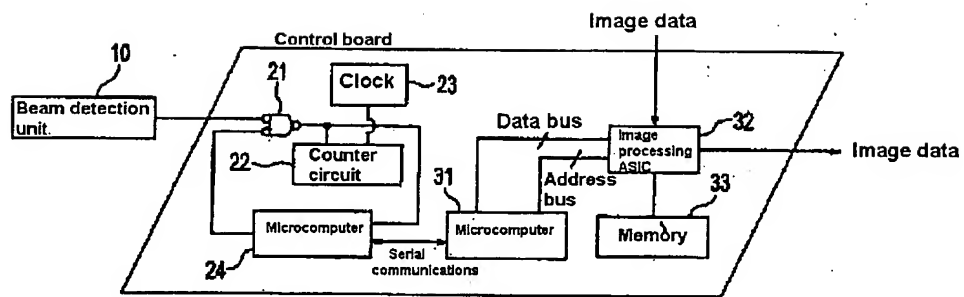 Image data
Control board
10
21
Clock
23
Beam detection
unit.
Data bus
Image
processing
ASIC
32
Image data
22
Counter
circuit
Address
bus
31
33
Microcomputer
Microcomputer
Memory
24
Serial
communications